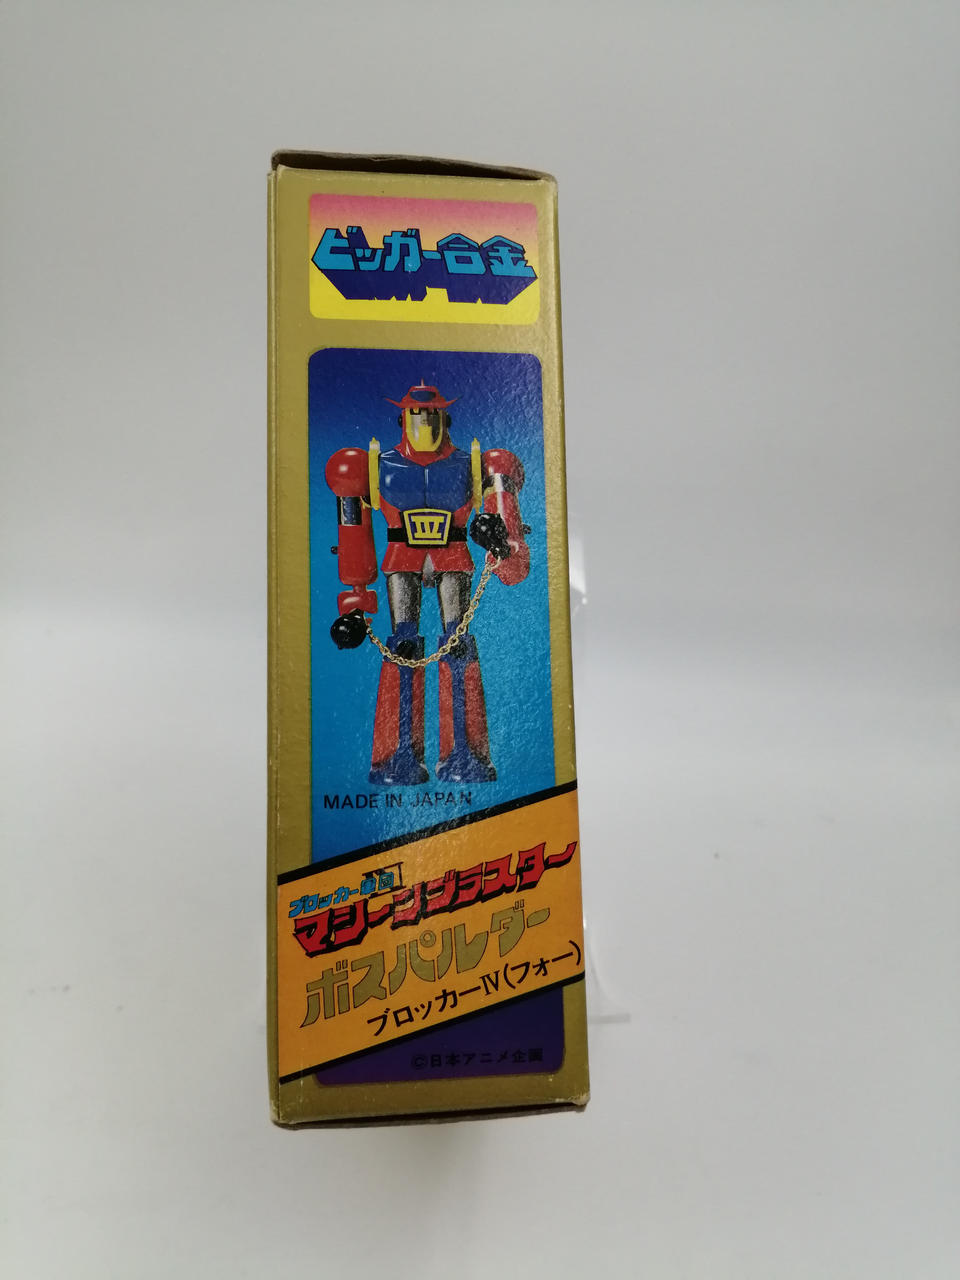 ビッガー合金
III
MADE IN JAPAN
ブロッカー軍団IV
マシーンブラスター
ボスパルダー
ブロッカーIV(フォー)
©日本アニメ企画